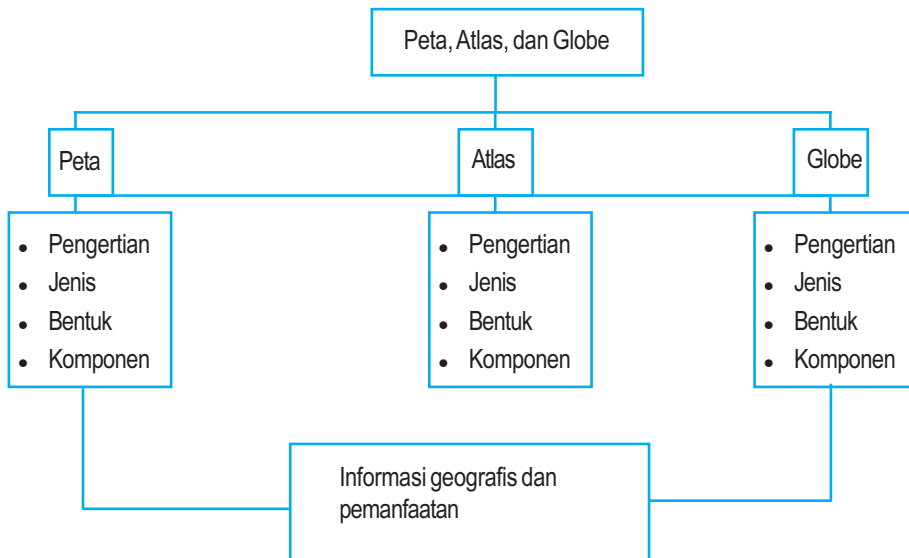 Peta, Atlas, dan Globe
Peta
Atlas
Globe
• Pengertian
• Jenis
• Bentuk
• Komponen
• Pengertian
• Jenis
• Bentuk
• Komponen
• Pengertian
• Jenis
• Bentuk
• Komponen
Informasi geografis dan
pemanfaatan